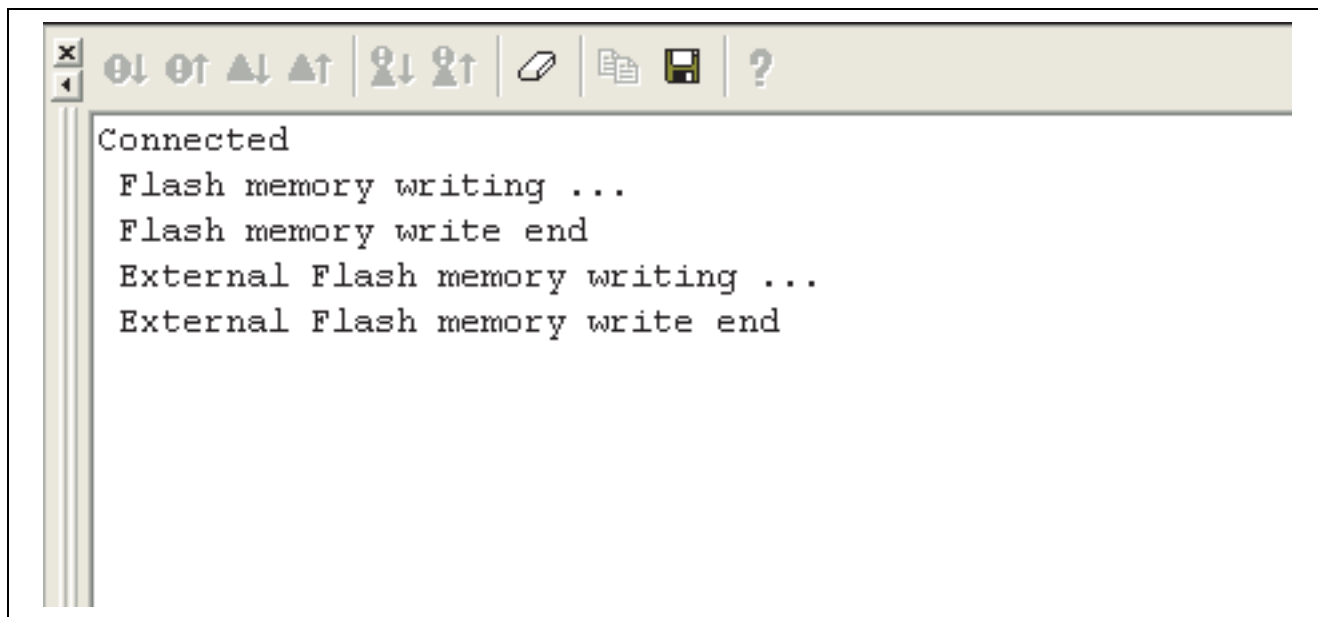 Connected
Flash memory writing ...
Flash memory write end
External Flash memory writing ...
External Flash memory write end